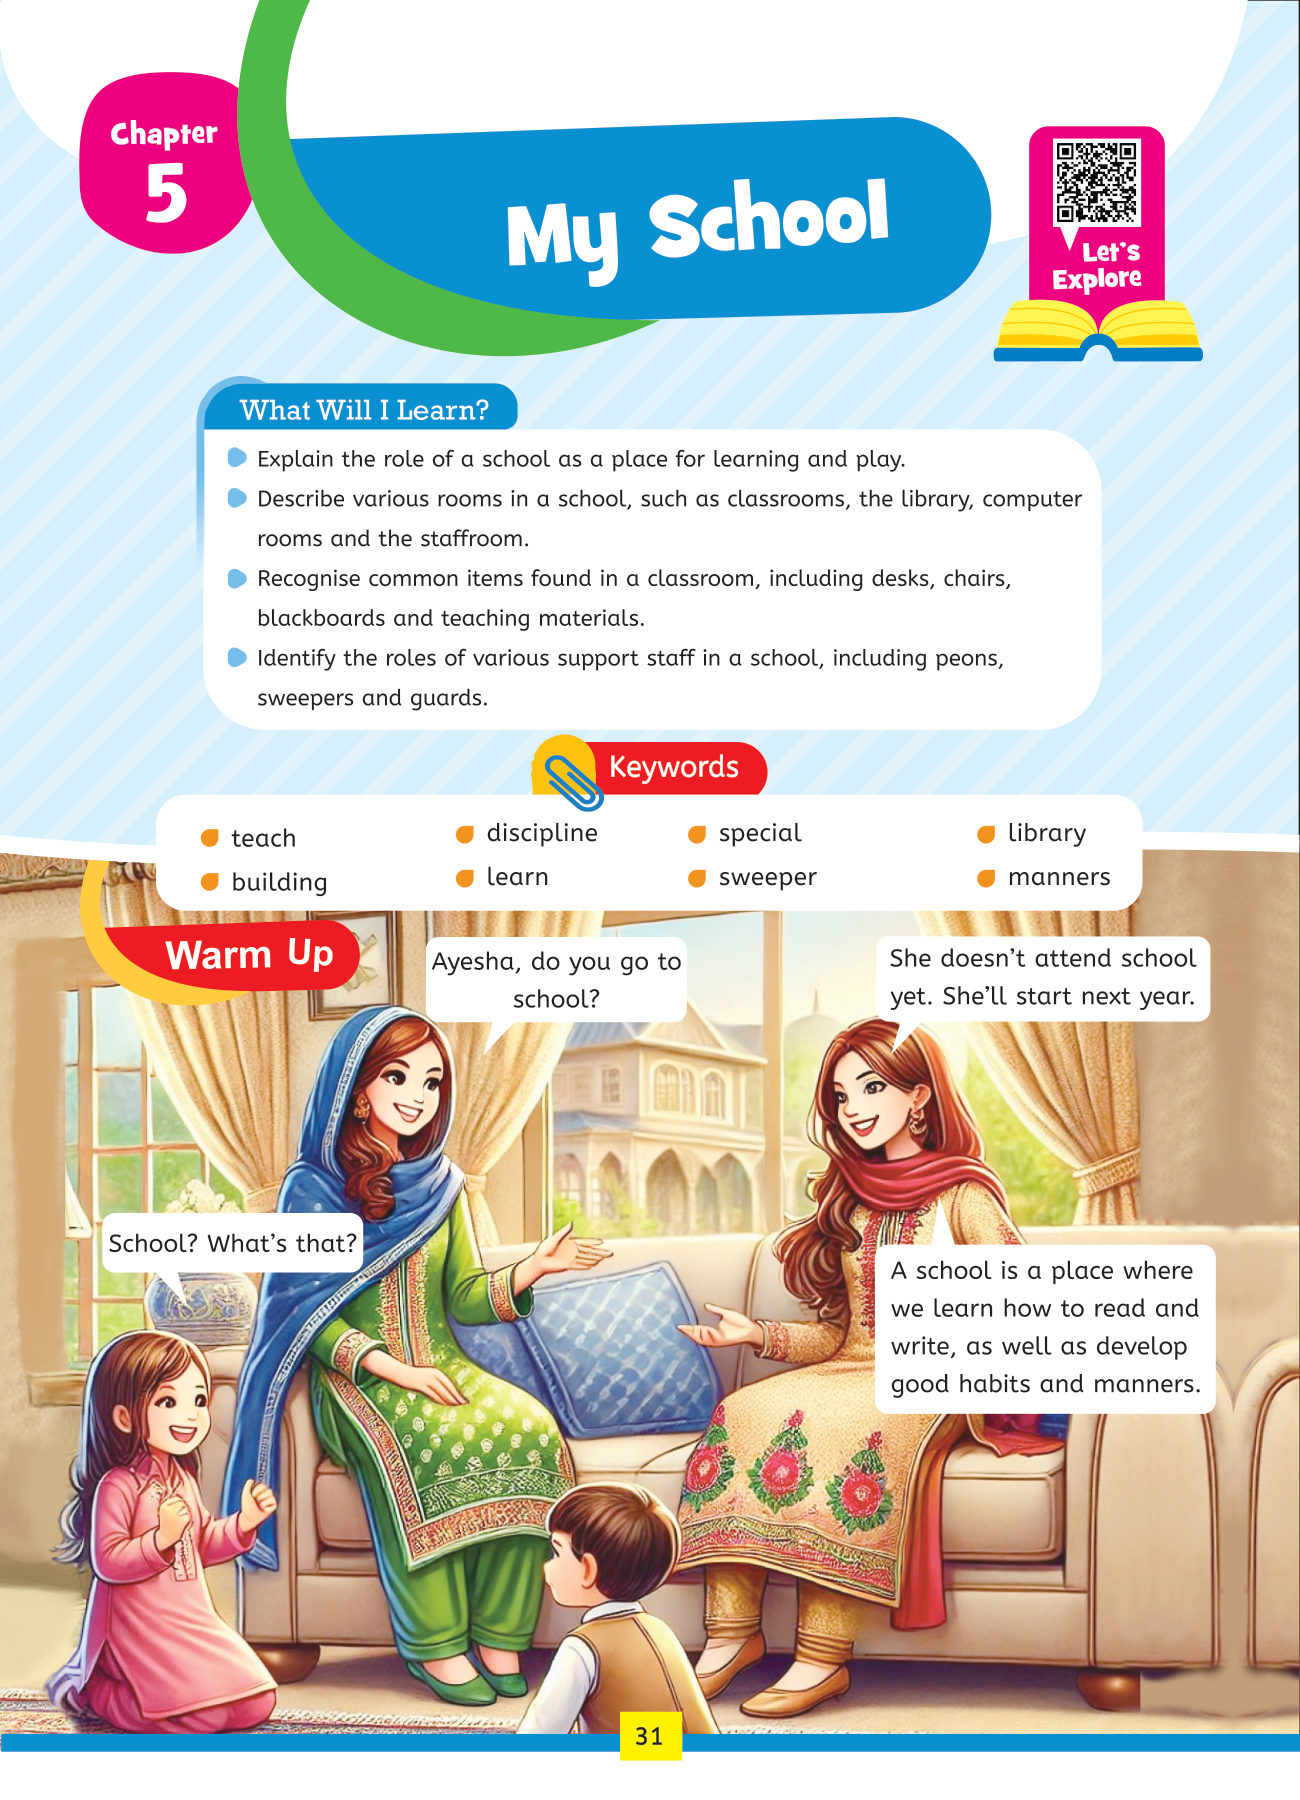 Chapter
5
My School
Let's
Explore
What Will I Learn?
Explain the role of a school as a place for learning and play.
Describe various rooms in a school, such as classrooms, the library, computer
rooms and the staffroom.
Recognise common items found in a classroom, including desks, chairs,
blackboards and teaching materials.
Identify the roles of various support staff in a school, including peons,
sweepers and guards.
Keywords
teach
discipline
special
library
building
learn
sweeper
manners
Warm Up
Ayesha, do you go to
school?
She doesn't attend school
yet. She'll start next year.
School? What's that?
A school is a place where
we learn how to read and
write, as well as develop
good habits and manners.
31